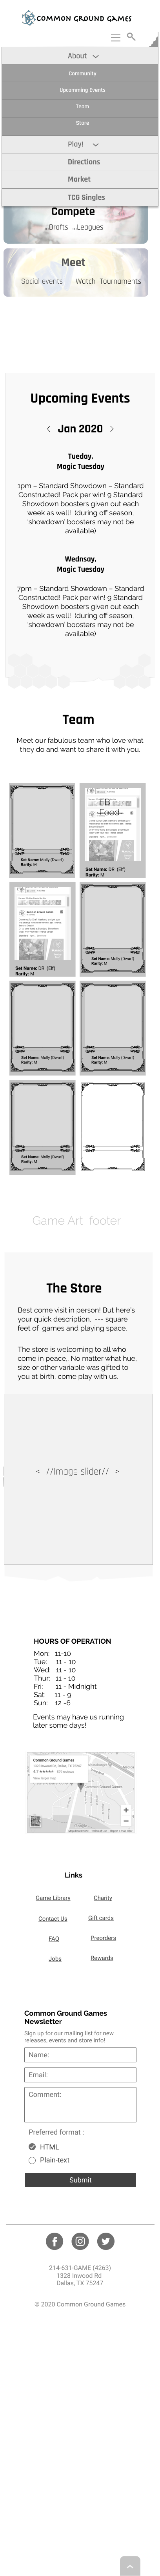 COMMON GROUND GAMES
About
Community
Upcomming Events
Team
Store
Play!
Directions
Market
TCG Singles
Compete
...Drafts ...Leagues
Meet
Social events Watch Tournaments
Upcoming Events
< Jan 2020 >
Tueday,
Magic Tuesday
1pm – Standard Showdown – Standard
Constructed! Pack per win! 9 Standard
Showdown boosters given out each
week as well! (during off season,
'showdown' boosters may not be
available)
Wednsay,
Magic Tuesday
7pm – Standard Showdown – Standard
Constructed! Pack per win! 9 Standard
Showdown boosters given out each
week as well! (during off season,
'showdown' boosters may not be
available)
Team
Meet our fabulous team who love what
they do and want to share it with you.
FB
Feed
Set Name: Molly (Dwarf)
Rarity: M
Set Name: DR (Elf)
Rarity: M
Set Name: DR (Elf)
Rarity: M
Set Name: Molly (Dwarf)
Rarity: M
Set Name: Molly (Dwarf)
Rarity: M
Set Name: Molly (Dwarf)
Rarity: M
Set Name: Molly (Dwarf)
Rarity: M
Game Art footer
The Store
Best come visit in person! But here's
your quick description. --- square
feet of games and playing space.
The store is welcoming to all who
come in peace,. No matter what hue,
size or other variable was gifted to
you at birth, come play with us.
< //Image slider// >
HOURS OF OPERATION
Mon: 11-10
Tue: 11 - 10
Wed: 11 - 10
Thur: 11 - 10
Fri: 11 - Midnight
Sat: 11 - 9
Sun: 12 -6
Events may have us running
later some days!
Common Ground Games
Links
Game Library Charity
Contact Us Gift cards
FAQ Preorders
Jobs Rewards
Common Ground Games
Newsletter
Sign up for our mailing list for new
releases, events and store info!
Name:
Email:
Comment:
Preferred format :
HTML
Plain-text
Submit
214-631-GAME (4263)
1328 Inwood Rd
Dallas, TX 75247
© 2020 Common Ground Games